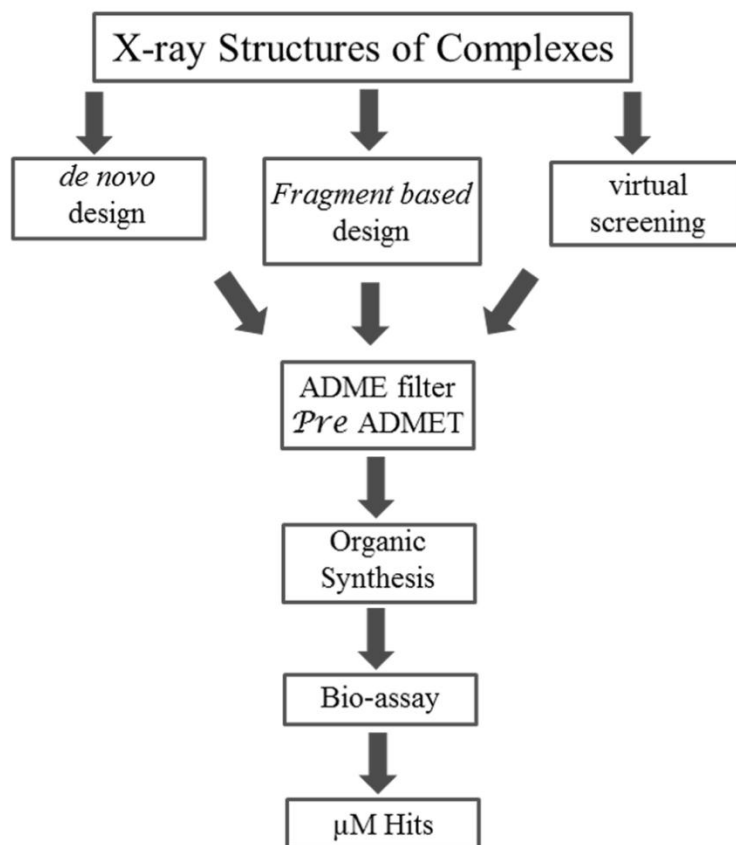 X-ray Structures of Complexes
de novo
design
Fragment based
design
virtual
screening
ADME filter
Pre ADMET
Organic
Synthesis
Bio-assay
µM Hits